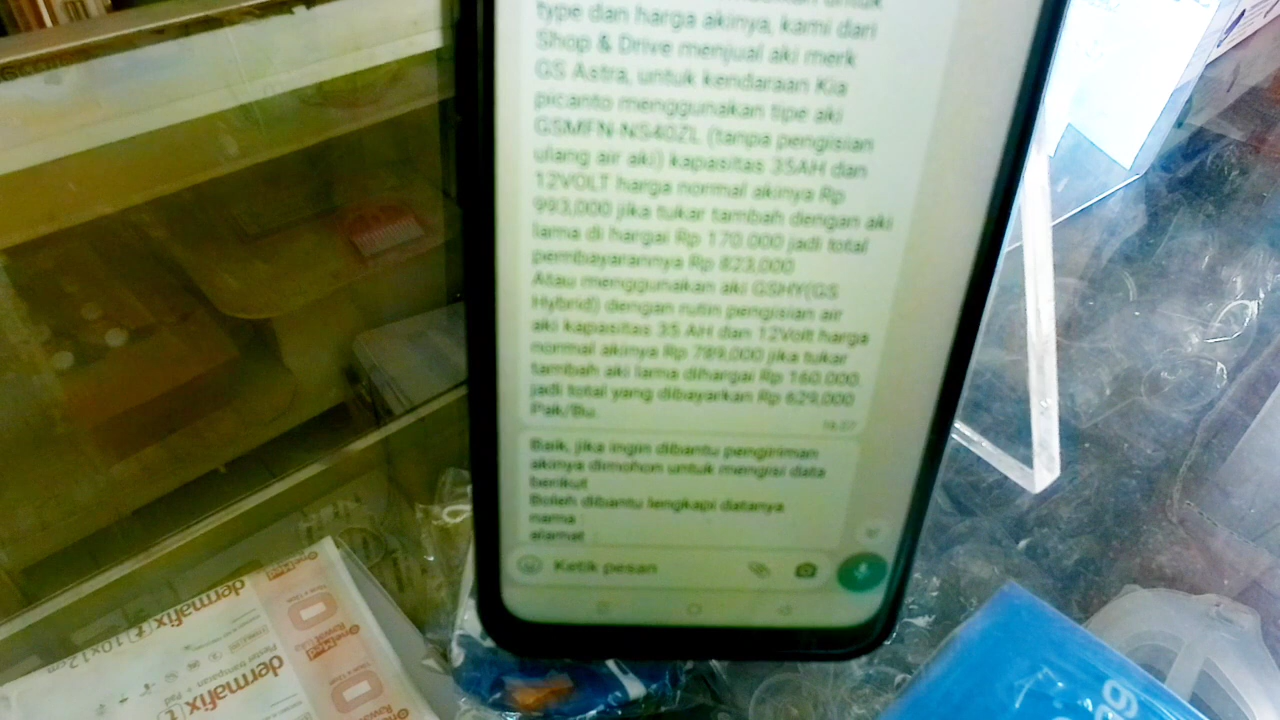 type dan harga akinya, kami dari
Shop & Drive menjual aki merk
GS Astra, untuk kendaraan Kia
picanto menggunakan tipe aki
GSMFN-NS40ZL (tanpa pengisian
ulang air aki) kapasitas 35AH dan
12VOLT harga normal akinya Rp
993,000 jika tukar tambah dengan aki
lama di hargai Rp 170.000 jadi total
pembayarannya Rp 823,000
Atau menggunakan aki GSHY(GS
Hybrid) dengan rutin pengisian air
aki kapasitas 35 AH dan 12Volt harga
normal akinya Rp 789,000 jika tukar
tambah aki lama dihargai Rp 160.000
jadi total yang dibayarkan Rp 629,000
Pak/Bu.
Baik, jika ingin dibantu pengiriman
akinya dimohon untuk mengisi data
berikut
Boleh dibantu lengkapi datanya
nama :
alamat :
Ketik pesan
dermafix
10x12cm
dermafix
Onemed